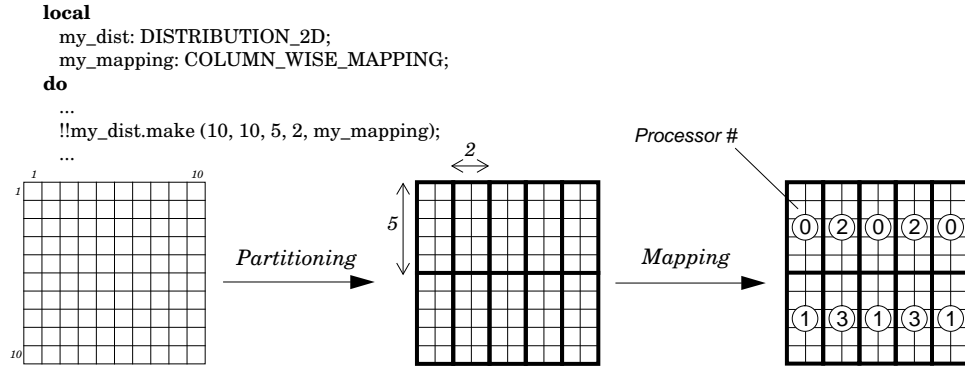 local
my_dist: DISTRIBUTION_2D;
my_mapping: COLUMN_WISE_MAPPING;
do
...
!!my_dist.make (10, 10, 5, 2, my_mapping);
...
Processor #
2
1 10
1
5
0 2 0 2 0
Partitioning
Mapping
1 3 1 3 1
10